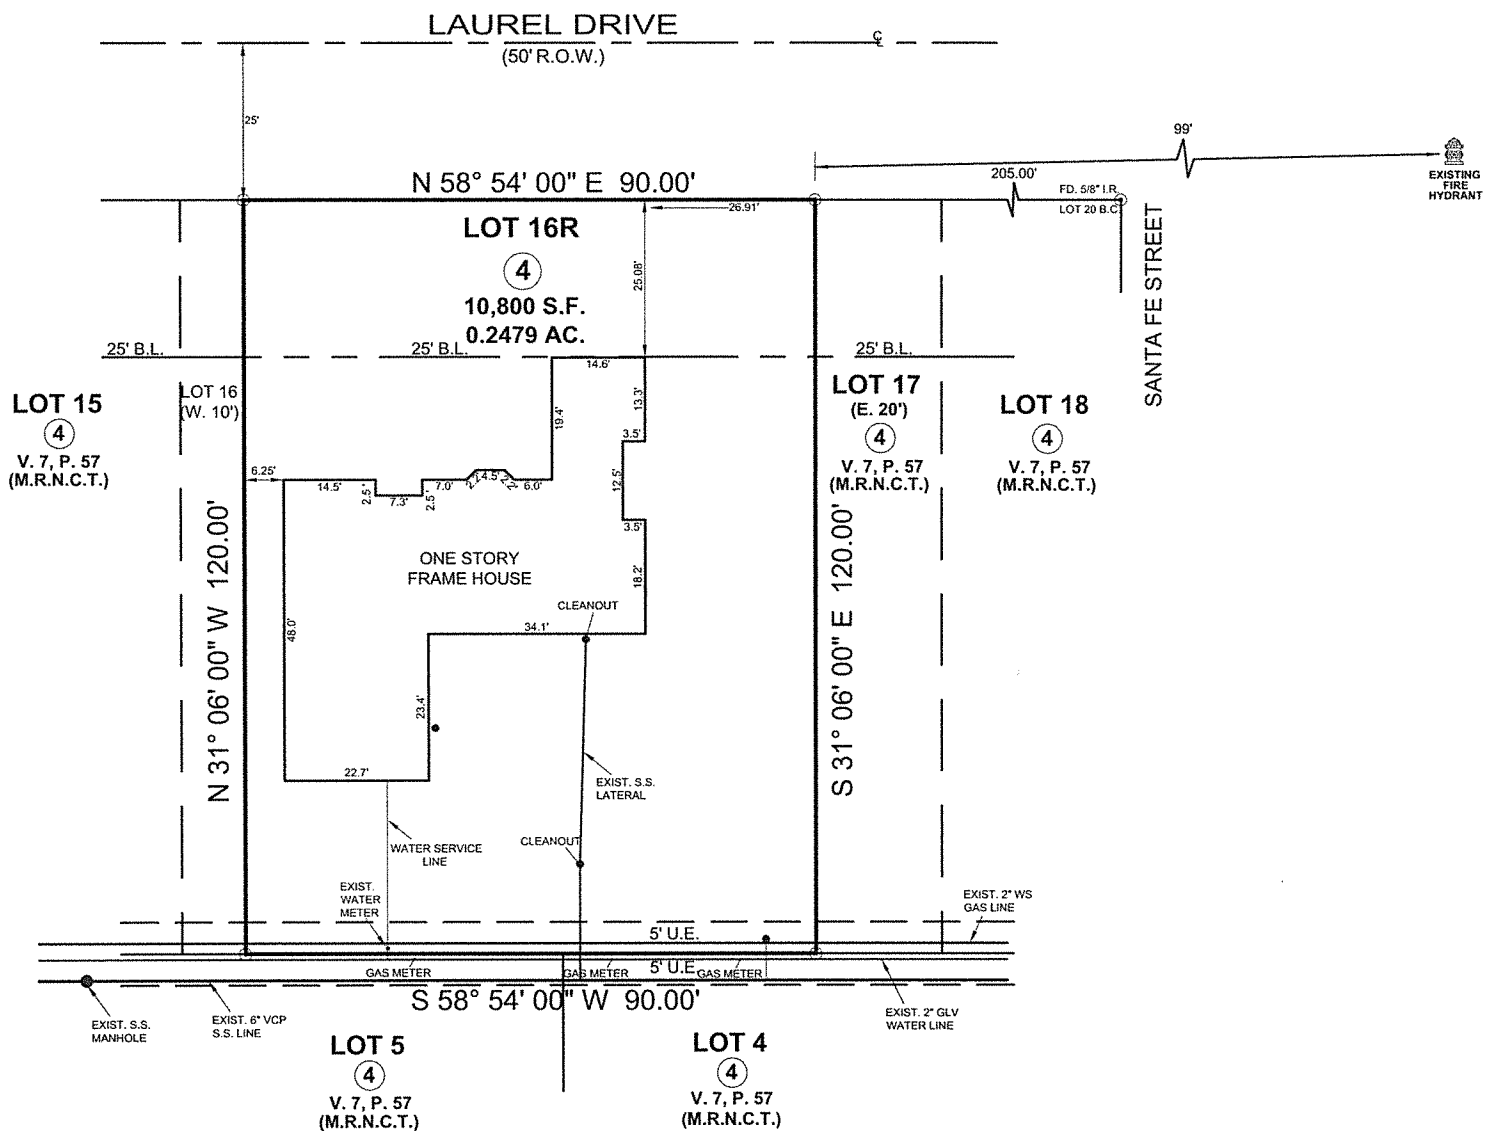 LAUREL DRIVE
(50' R.O.W.)
25'
99'
205.00'
FD. 5/8" I.R.
LOT 20 B.C.
EXISTING
FIRE
HYDRANT
SANTA FE STREET
N 58° 54' 00" E 90.00'
26.91'
LOT 16R
4
10,800 S.F.
0.2479 AC.
25.08'
25' B.L.
25' B.L.
25' B.L.
14.6'
LOT 15
4
V. 7, P. 57
(M.R.N.C.T.)
LOT 16
(W. 10')
LOT 17
(E. 20')
4
V. 7, P. 57
(M.R.N.C.T.)
LOT 18
4
V. 7, P. 57
(M.R.N.C.T.)
19.4'
13.3'
3.5'
12.5'
3.5'
18.2'
6.25'
14.5'
2.5'
7.3'
2.5'
7.0'
4.5'
6.0'
ONE STORY
FRAME HOUSE
48.0'
CLEANOUT
34.1'
23.4'
22.7'
N 31° 06' 00" W 120.00'
S 31° 06' 00" E 120.00'
EXIST. S.S.
LATERAL
CLEANOUT
WATER SERVICE
LINE
EXIST.
WATER
METER
EXIST. 2" WS
GAS LINE
5' U.E.
5' U.E.
GAS METER
GAS METER
GAS METER
S 58° 54' 00" W 90.00'
EXIST. S.S.
MANHOLE
EXIST. 6" VCP
S.S. LINE
EXIST. 2" GLV
WATER LINE
LOT 5
4
V. 7, P. 57
(M.R.N.C.T.)
LOT 4
4
V. 7, P. 57
(M.R.N.C.T.)